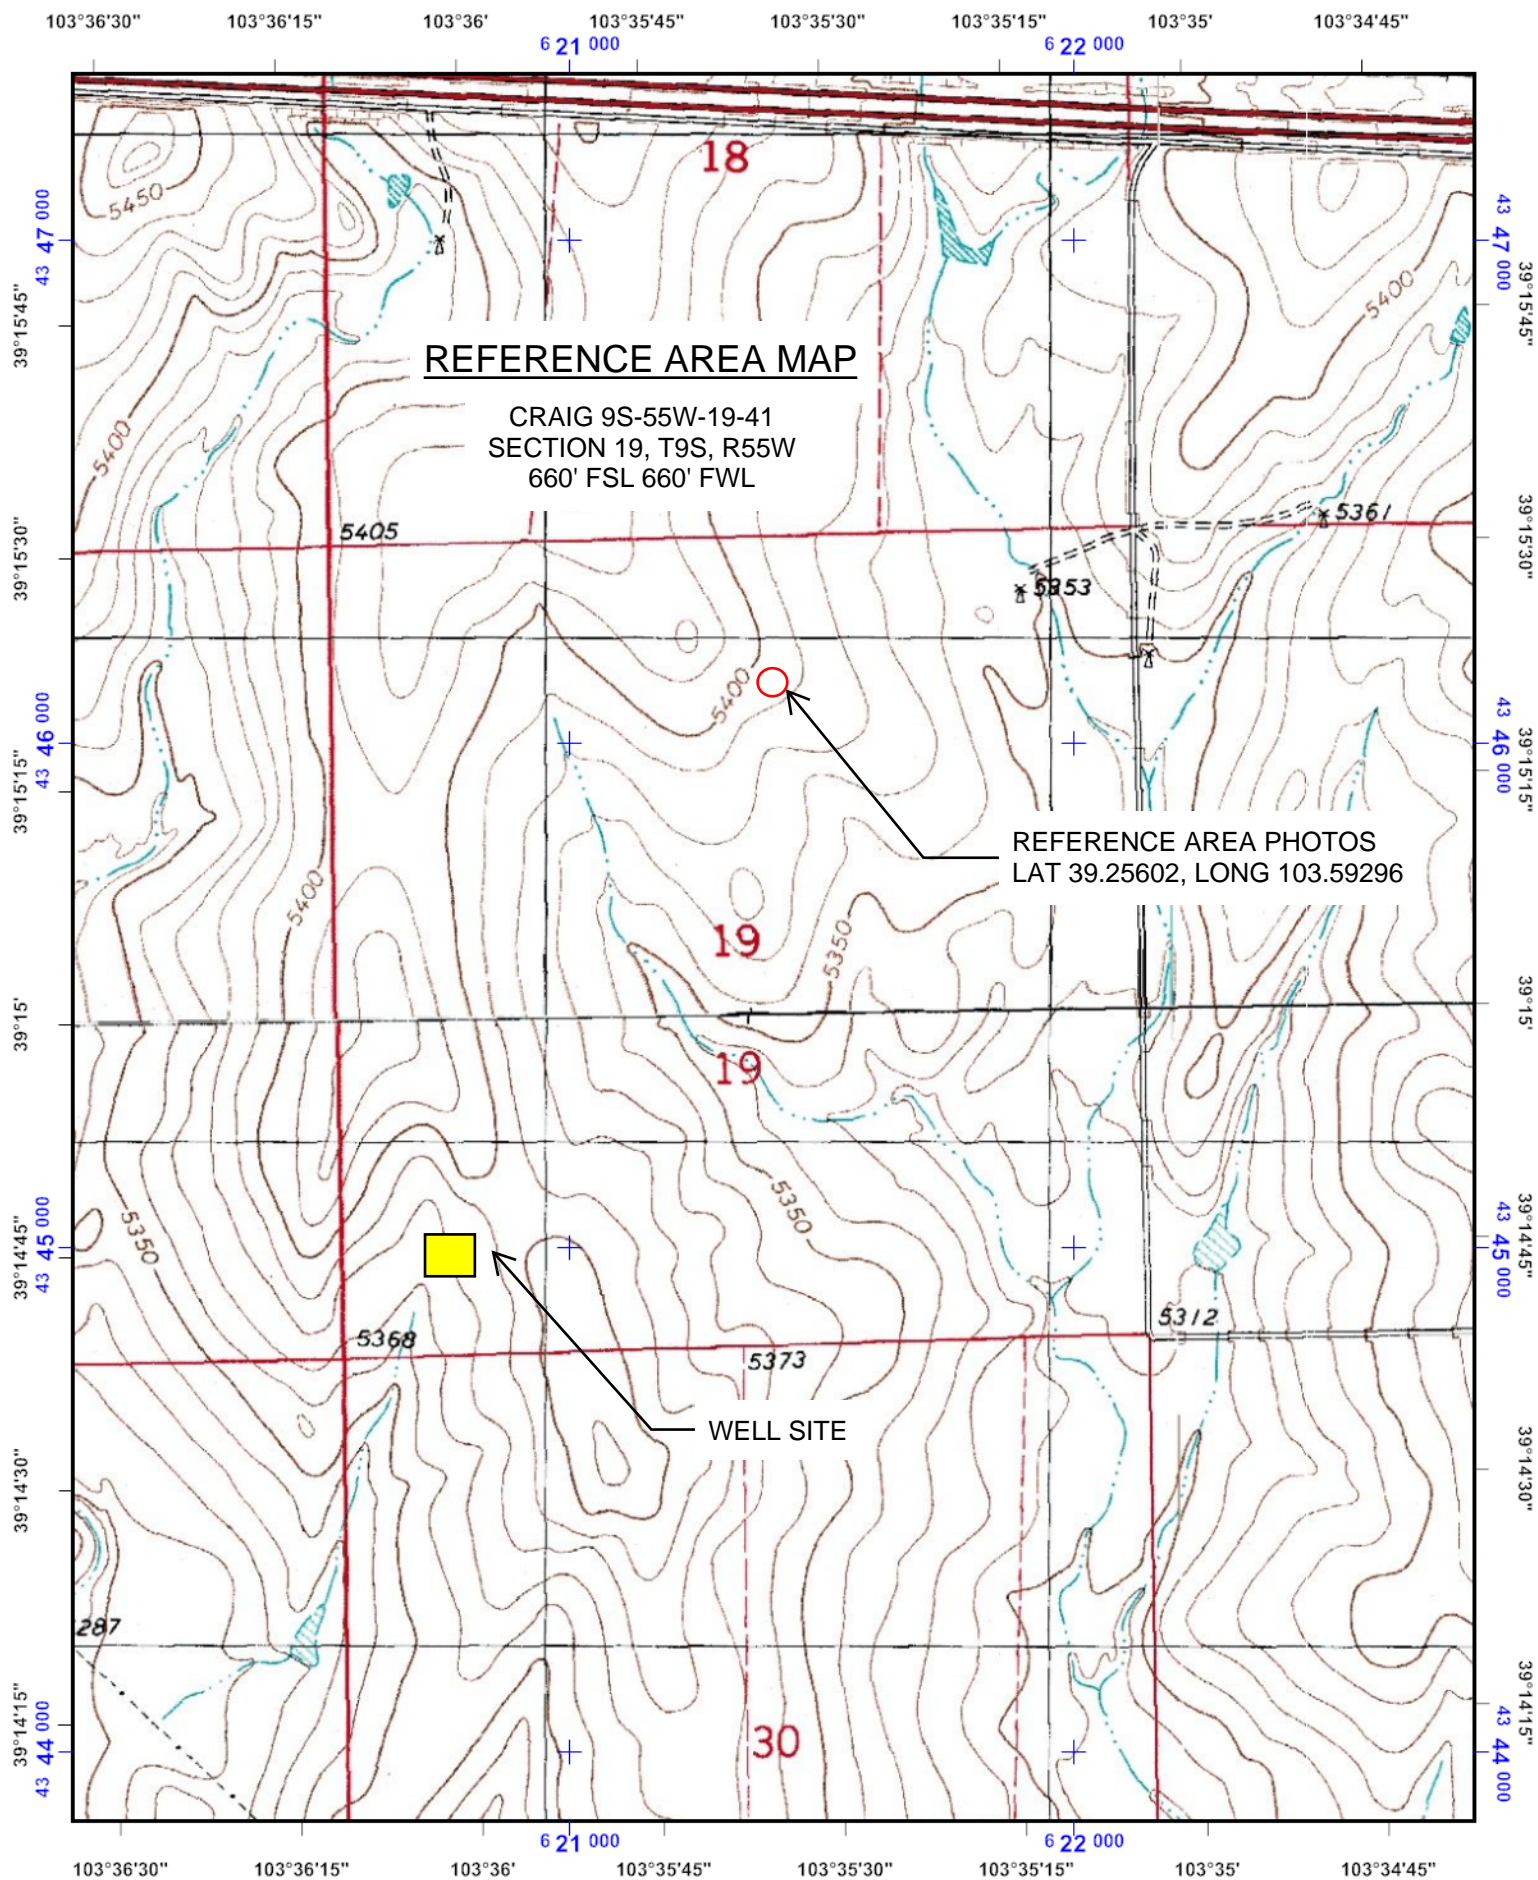 103°36'30" 103°36'15" 103°36' 103°35'45" 103°35'30" 103°35'15" 103°35' 103°34'45"
6 21 000 6 22 000
18
5450
43 47 000
43 47 000
39°15'45"
39°15'45"
5400
REFERENCE AREA MAP
CRAIG 9S-55W-19-41
SECTION 19, T9S, R55W
660' FSL 660' FWL
5400
5405
5361
39°15'30"
39°15'30"
5353
5400
43 46 000
43 46 000
39°15'15"
39°15'15"
REFERENCE AREA PHOTOS
LAT 39.25602, LONG 103.59296
5400
19
5350
39°15'
39°15'
19
5350
5350
43 45 000
43 45 000
39°14'45"
39°14'45"
5312
5368
5373
WELL SITE
39°14'30"
39°14'30"
287
39°14'15"
39°14'15"
43 44 000
43 44 000
30
6 21 000 6 22 000
103°36'30" 103°36'15" 103°36' 103°35'45" 103°35'30" 103°35'15" 103°35' 103°34'45"